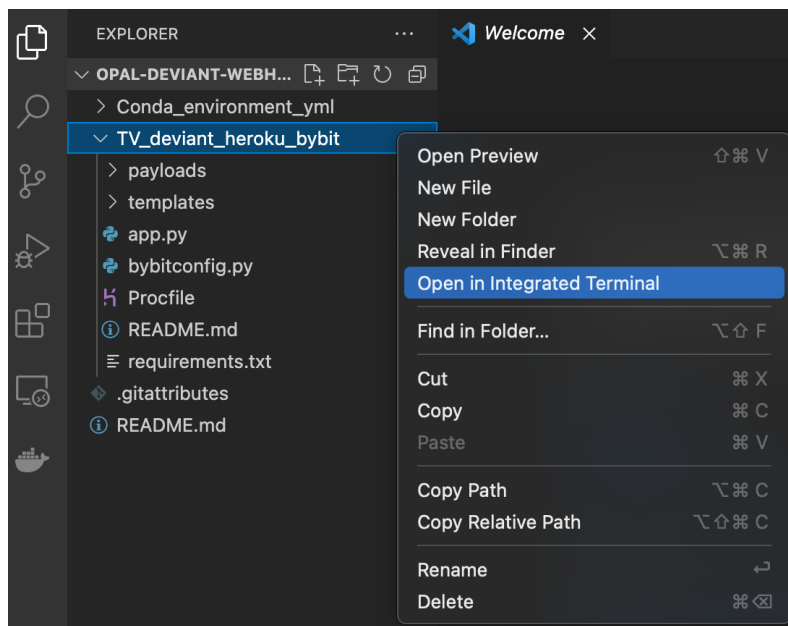 EXPLORER ...
Welcome
OPAL-DEVIANT-WEBH...
Conda_environment_yml
TV_deviant_heroku_bybit
payloads
templates
app.py
bybitconfig.py
Procfile
README.md
requirements.txt
.gitattributes
README.md
Open Preview ⇧⌘ V
New File
New Folder
Reveal in Finder ⌥⌘ R
Open in Integrated Terminal
Find in Folder... ⌥⇧ F
Cut ⌘ X
Copy ⌘ C
Paste ⌘ V
Copy Path ⌥⌘ C
Copy Relative Path ⌥⇧⌘ C
Rename ↩
Delete ⌘⌫